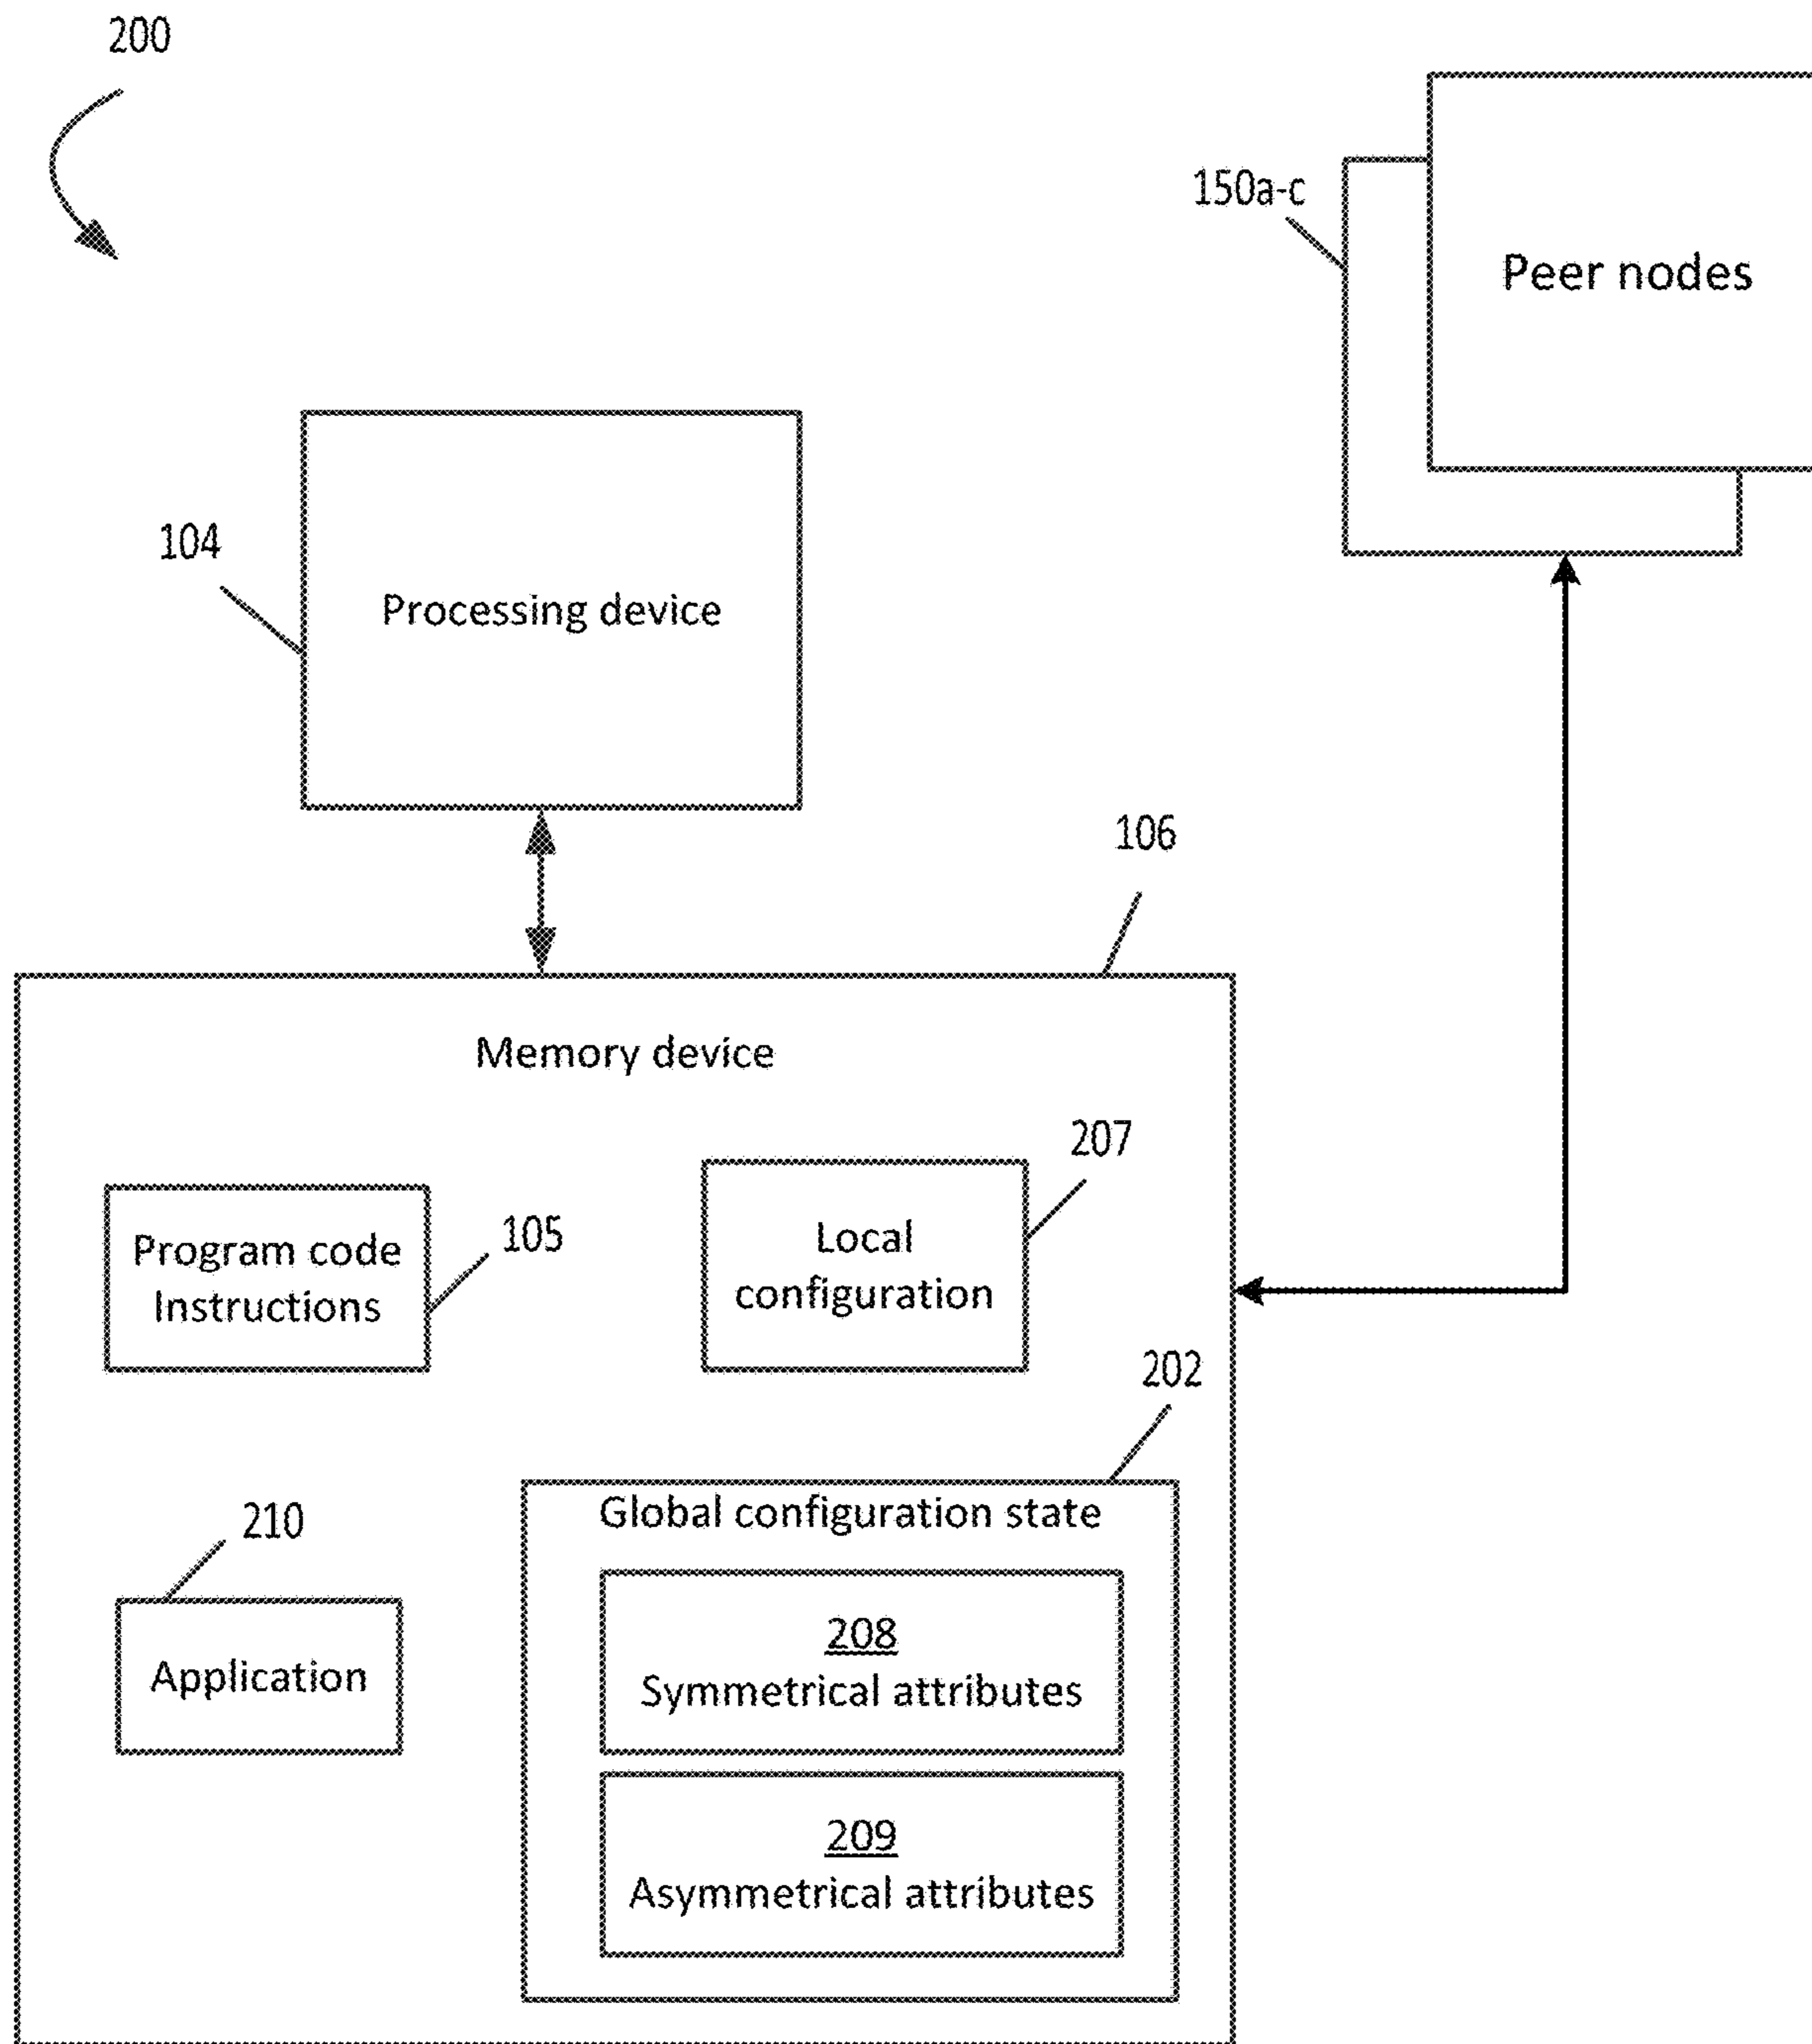 200
150a-c
Peer nodes
104
Processing device
106
Memory device
207
105
Program code
Instructions
Local
configuration
202
210
Global configuration state
208
Symmetrical attributes
Application
209
Asymmetrical attributes